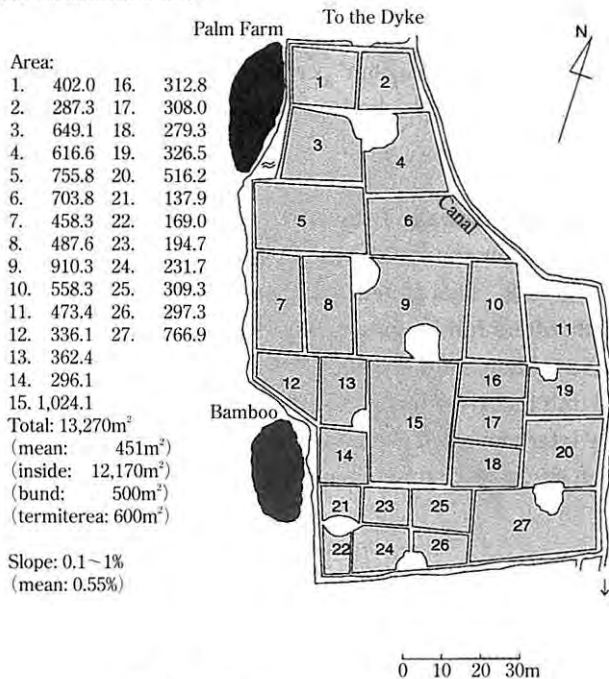 To the Dyke
Palm Farm
N
Area:
1. 402.0 16. 312.8
2. 287.3 17. 308.0
3. 649.1 18. 279.3
4. 616.6 19. 326.5
5. 755.8 20. 516.2
6. 703.8 21. 137.9
7. 458.3 22. 169.0
8. 487.6 23. 194.7
9. 910.3 24. 231.7
10. 558.3 25. 309.3
11. 473.4 26. 297.3
12. 336.1 27. 766.9
13. 362.4
14. 296.1
15. 1,024.1
Total: 13,270m²
(mean: 451m²)
(inside: 12,170m²)
(bund: 500m²)
(termiterea: 600m²)
Slope: 0.1~1%
(mean: 0.55%)
Bamboo
Canal
1 2
3 4
≈
5 6
7 8 9 10 11
12 13 15 16 19
17
14 18 20
21 23 25 27
22 24 26
0 10 20 30m